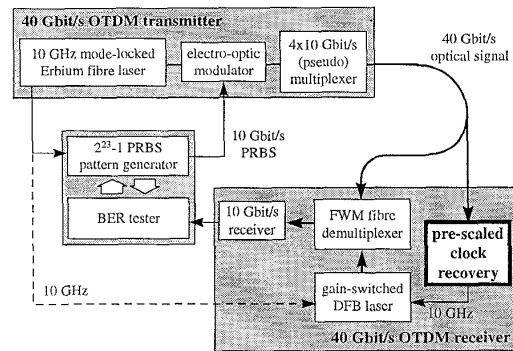 40 Gbit/s OTDM transmitter
10 GHz mode-locked
Erbium fibre laser
electro-optic
modulator
4x10 Gbit/s
(pseudo)
multiplexer
40 Gbit/s
optical signal
2²³-1 PRBS
pattern generator
10 Gbit/s
PRBS
BER tester
10 Gbit/s
receiver
FWM fibre
demultiplexer
pre-scaled
clock
recovery
gain-switched
DFB laser
10 GHz
10 GHz
40 Gbit/s OTDM receiver